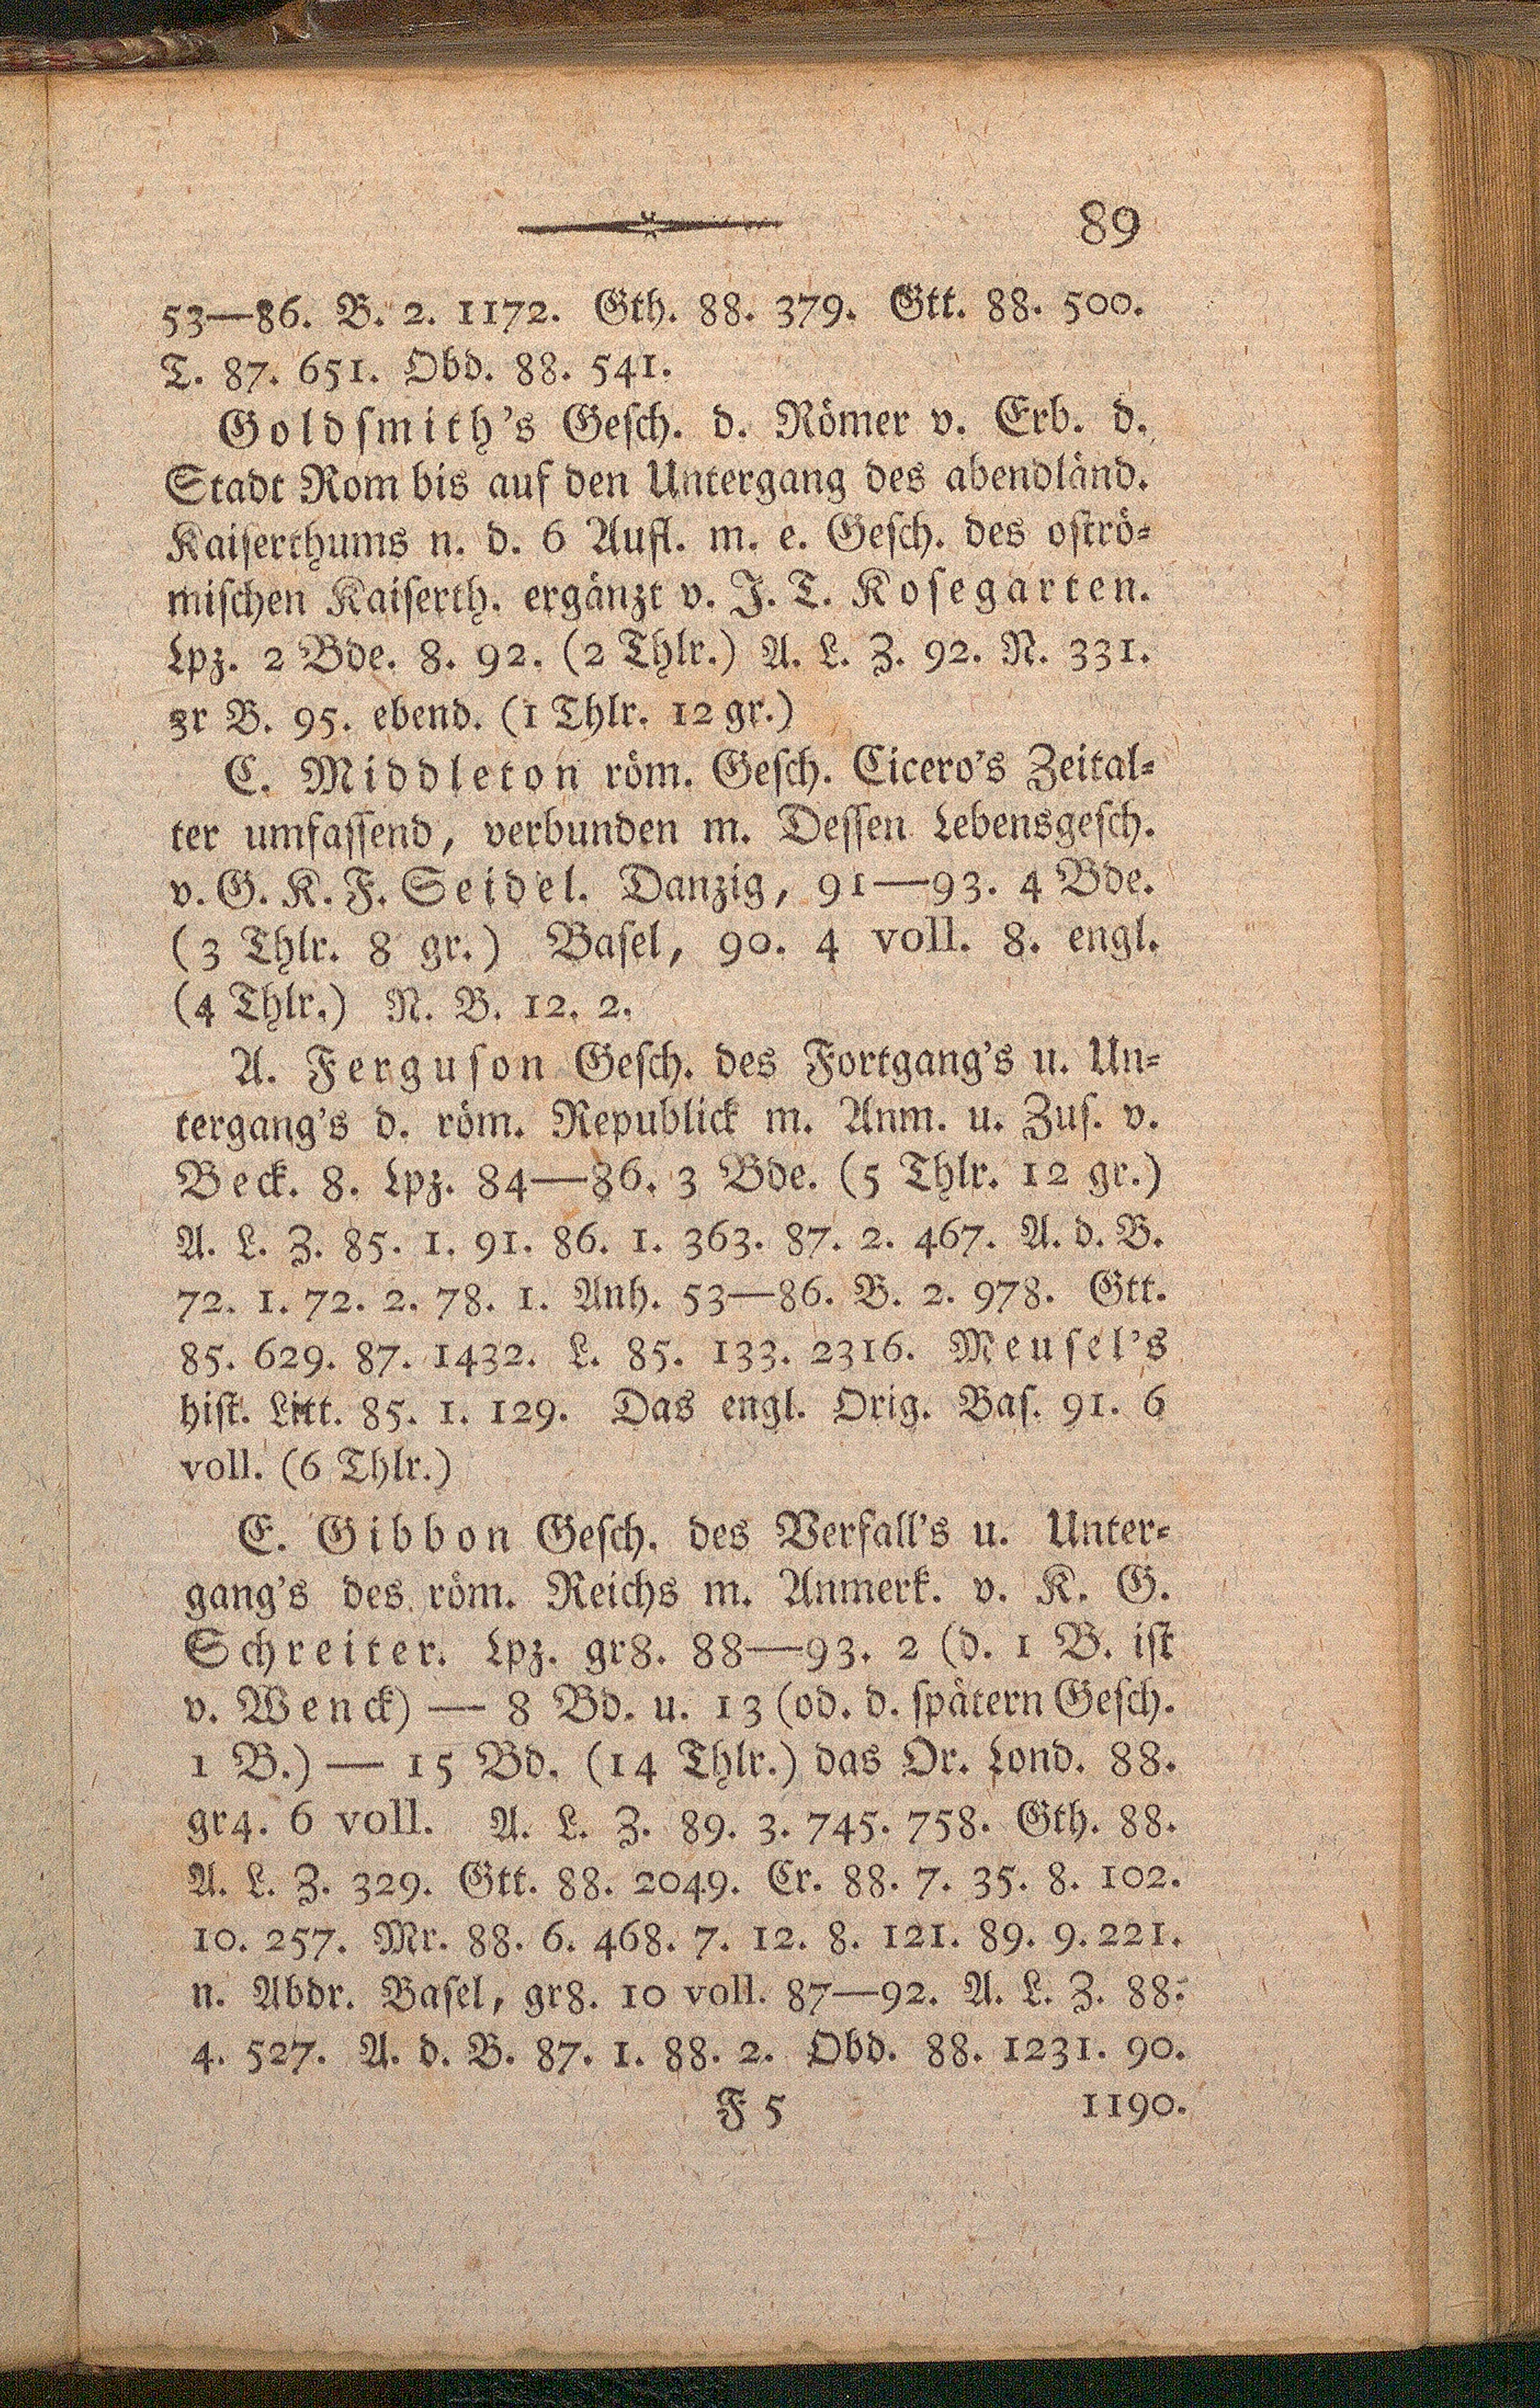 89
53—86. B. 2. 1172. Gth. 88. 379. Gtt. 88. 500.
T. 87. 651. Obd. 88. 541.
Goldſmith's Geſch. d. Römer v. Erb. d.
Stadt Rom bis auf den Untergang des abendländ.
Kaiſerthums n. d. 6 Aufl. m. e. Geſch. des oſtrö-
miſchen Kaiſerth. ergänzt v. J. T. Koſegarten.
Lpz. 2 Bde. 8. 92. (2 Thlr.) A. L. Z. 92. N. 331.
3r B. 95. ebend. (1 Thlr. 12 gr.)
C. Middleton röm. Geſch. Cicero's Zeital-
ter umfaſſend, verbunden m. Deſſen Lebensgeſch.
v. G. K. F. Seidel. Danzig, 91—93. 4 Bde.
(3 Thlr. 8 gr.) Baſel, 90. 4 voll. 8. engl.
(4 Thlr.) N. B. 12. 2.
A. Ferguſon Geſch. des Fortgang's u. Un-
tergang's d. röm. Republick m. Anm. u. Zuſ. v.
Beck. 8. Lpz. 84—86. 3 Bde. (5 Thlr. 12 gr.)
A. L. Z. 85. 1. 91. 86. 1. 363. 87. 2. 467. A. d. B.
72. 1. 72. 2. 78. 1. Anh. 53—86. B. 2. 978. Gtt.
85. 629. 87. 1432. L. 85. 133. 2316. Meuſel's
hiſt. Litt. 85. 1. 129. Das engl. Orig. Baſ. 91. 6
voll. (6 Thlr.)
E. Gibbon Geſch. des Verfall's u. Unter-
gang's des röm. Reichs m. Anmerk. v. K. G.
Schreiter. Lpz. gr8. 88—93. 2 (d. 1 B. iſt
v. Wenck) — 8 Bd. u. 13 (od. d. ſpätern Geſch.
1 B.) — 15 Bd. (14 Thlr.) das Or. Lond. 88.
gr4. 6 voll. A. L. Z. 89. 3. 745. 758. Gth. 88.
A. L. Z. 329. Gtt. 88. 2049. Cr. 88. 7. 35. 8. 102.
10. 257. Mr. 88. 6. 468. 7. 12. 8. 121. 89. 9. 221.
n. Abdr. Baſel, gr8. 10 voll. 87—92. A. L. Z. 88.
4. 527. A. d. B. 87. 1. 88. 2. Obd. 88. 1231. 90.
F 5 1190.